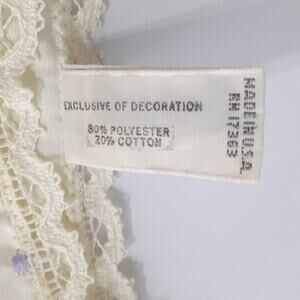 EXCLUSIVE OF DECORATION
80% POLYESTER
20% COTTON
MADE IN U.S.A.
RN 17363